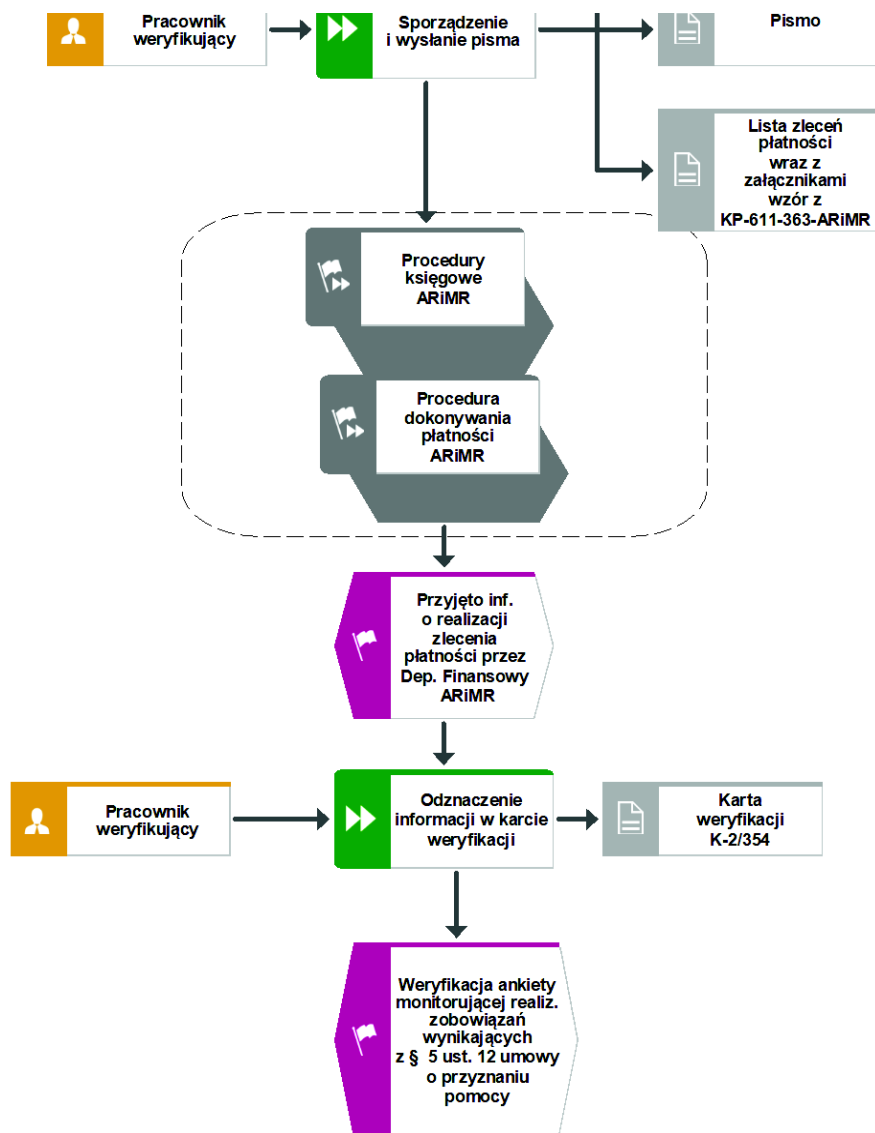 Pracownik
weryfikujący
Sporządzenie
i wysłanie pisma
Pismo
Lista zleceń
płatności
wraz z
załącznikami
wzór z
KP-611-363-ARiMR
Procedury
księgowe
ARiMR
Procedura
dokonywania
płatności
ARiMR
Przyjęto inf.
o realizacji
zlecenia
płatności przez
Dep. Finansowy
ARiMR
Pracownik
weryfikujący
Odznaczenie
informacji w karcie
weryfikacji
Karta
weryfikacji
K-2/354
Weryfikacja ankiety
monitorującej realiz.
zobowiązań
wynikających
z § 5 ust. 12 umowy
o przyznaniu
pomocy